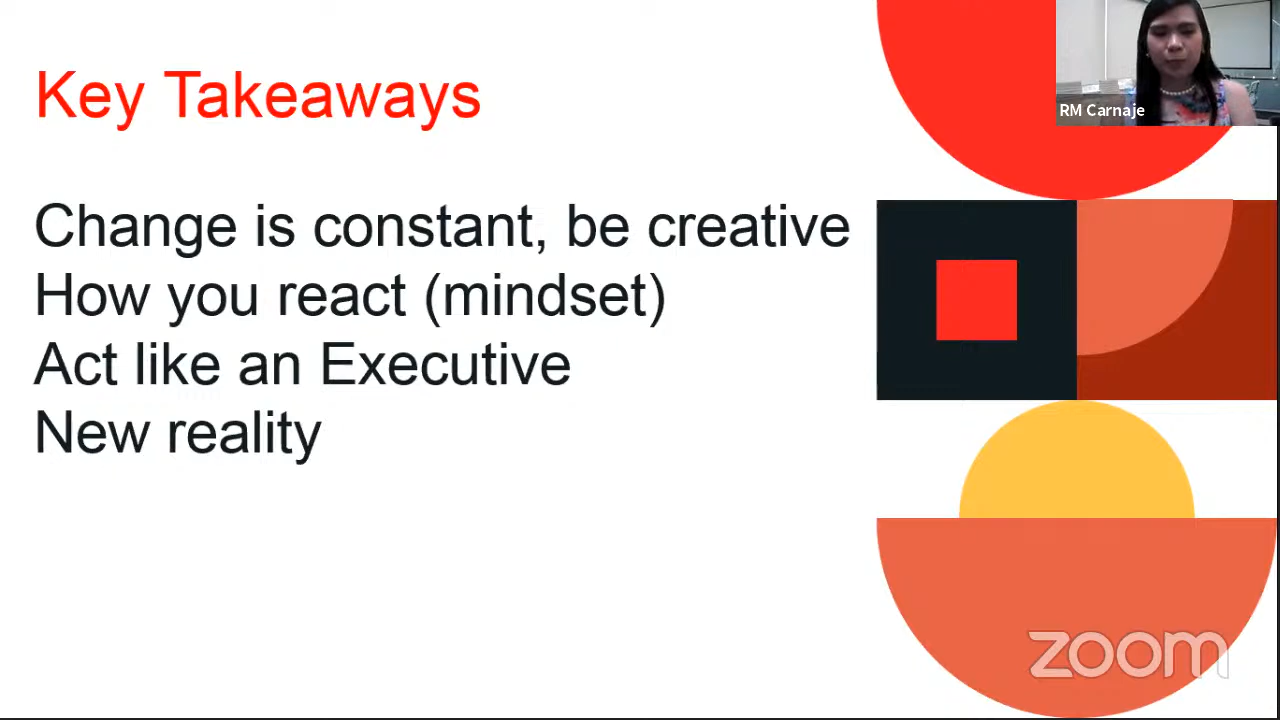 Key Takeaways
RM Carnaje
Change is constant, be creative
How you react (mindset)
Act like an Executive
New reality
zoom